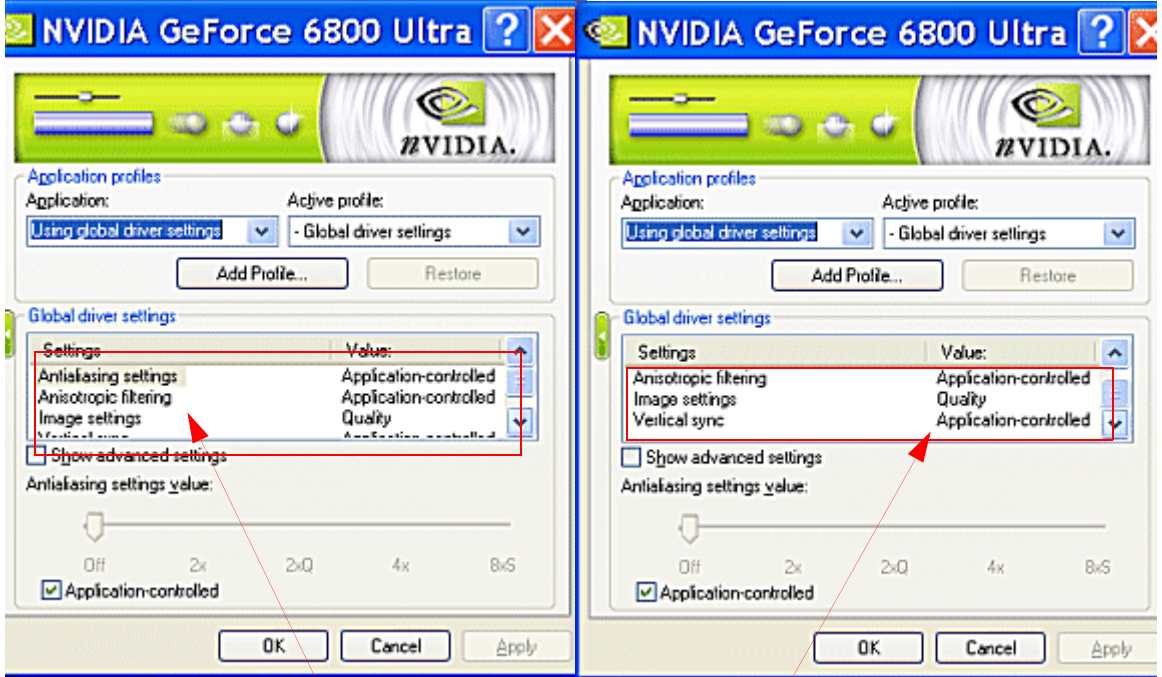 NVIDIA GeForce 6800 Ultra
nVIDIA.
Application profiles
Application: Active profile:
Using global driver settings - Global driver settings
Add Profile... Restore
Global driver settings
Settings Value:
Antialiasing settings Application-controlled
Anisotropic filtering Application-controlled
Image settings Quality
Vertical sync Application-controlled
Show advanced settings
Antialiasing settings value:
Off 2x 2xQ 4x 8xS
Application-controlled
OK Cancel Apply
NVIDIA GeForce 6800 Ultra
nVIDIA.
Application profiles
Application: Active profile:
Using global driver settings - Global driver settings
Add Profile... Restore
Global driver settings
Settings Value:
Anisotropic filtering Application-controlled
Image settings Quality
Vertical sync Application-controlled
Show advanced settings
Antialiasing settings value:
Off 2x 2xQ 4x 8xS
Application-controlled
OK Cancel Apply